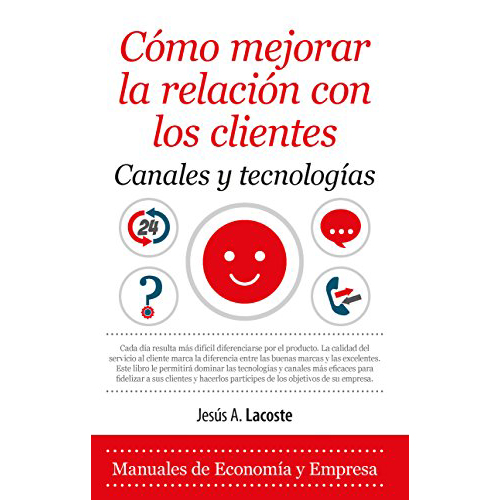 Cómo mejorar
la relación con
los clientes
Canales y tecnologías
24
?
Cada día resulta más difícil diferenciarse por el producto. La calidad del
servicio al cliente marca la diferencia entre las buenas marcas y las excelentes.
Este libro le permitirá dominar las tecnologías y canales más eficaces para
fidelizar a sus clientes y hacerlos partícipes de los objetivos de su empresa.
Jesús A. Lacoste
Manuales de Economía y Empresa